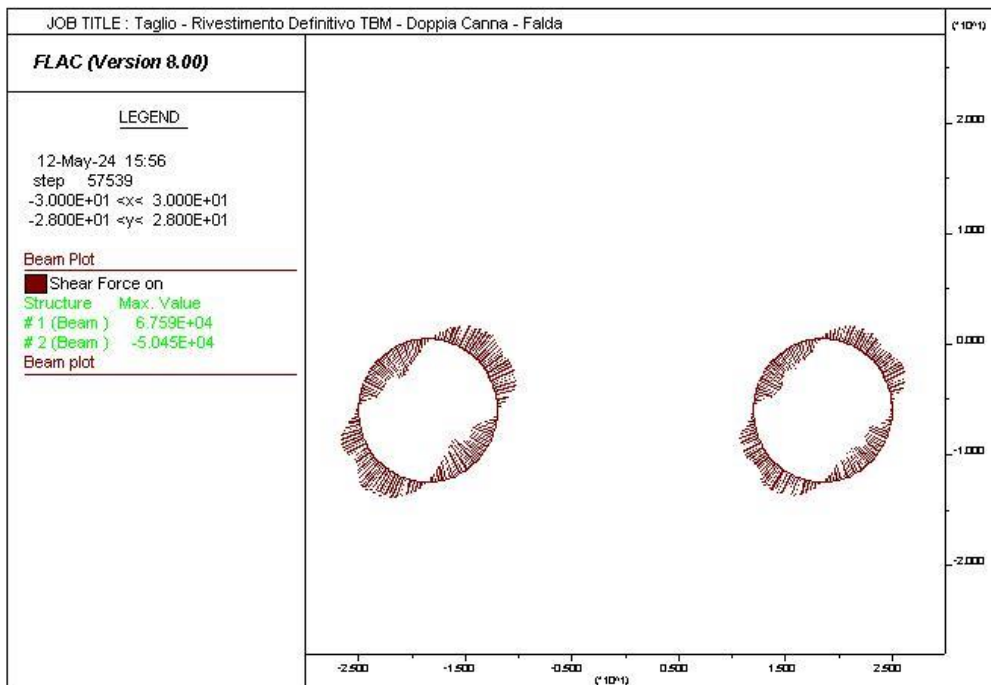 JOB TITLE : Taglio - Rivestimento Definitivo TBM - Doppia Canna - Falda
FLAC (Version 8.00)
LEGEND
12-May-24 15:56
step 57539
-3.000E+01 <x< 3.000E+01
-2.800E+01 <y< 2.800E+01
Beam Plot
Shear Force on
Structure Max. Value
# 1 (Beam ) 6.759E+04
# 2 (Beam ) -5.045E+04
Beam plot
(*10^1)
2.000
1.000
0.000
-1.000
-2.000
-2.500 -1.500 -0.500 0.500 1.500 2.500
(*10^1)